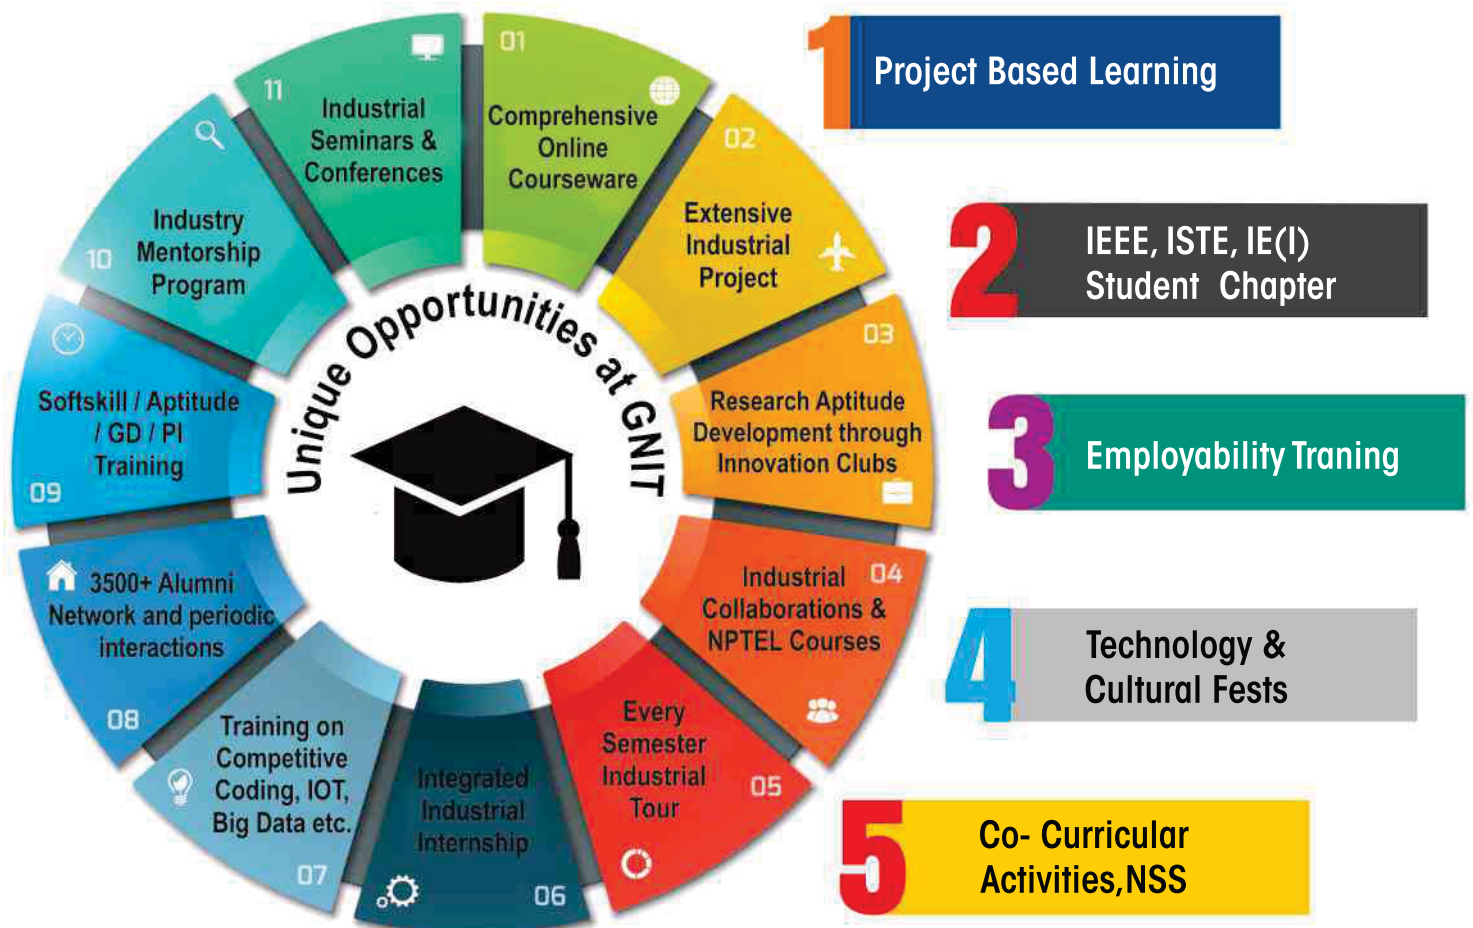 Unique Opportunities at GNIT
01
Comprehensive
Online
Courseware
02
Extensive
Industrial
Project
03
Research Aptitude
Development through
Innovation Clubs
04
Industrial
Collaborations &
NPTEL Courses
05
Every
Semester
Industrial
Tour
06
Integrated
Industrial
Internship
07
Training on
Competitive
Coding, IOT,
Big Data etc.
08
3500+ Alumni
Network and periodic
interactions
09
Softskill / Aptitude
/ GD / PI
Training
10
Industry
Mentorship
Program
11
Industrial
Seminars &
Conferences
1
Project Based Learning
2
IEEE, ISTE, IE(I)
Student Chapter
3
Employability Traning
4
Technology &
Cultural Fests
5
Co- Curricular
Activities,NSS